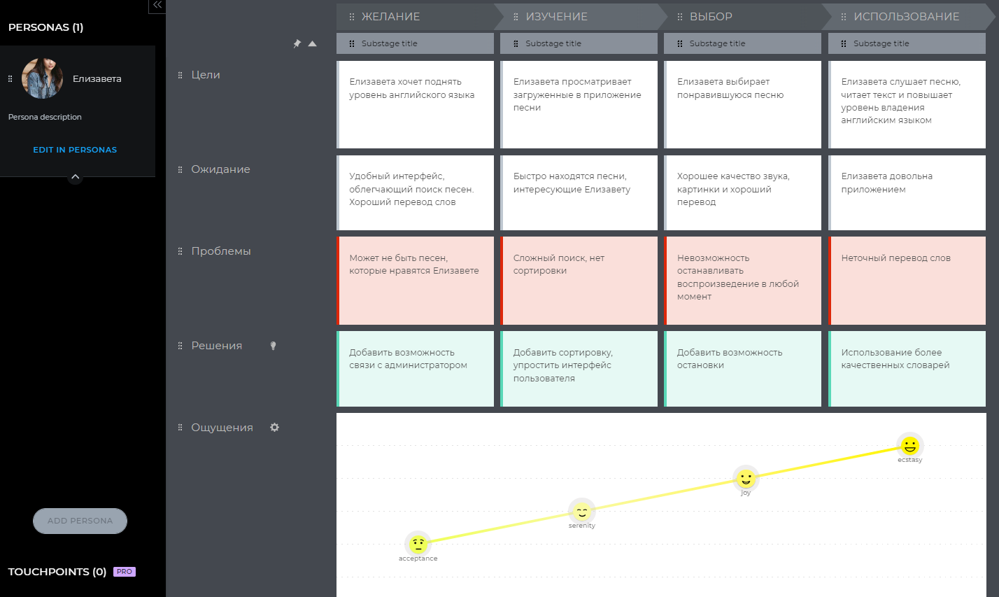 PERSONAS (1)
Елизавета
Persona description
EDIT IN PERSONAS
ADD PERSONA
TOUCHPOINTS (0) PRO
ЖЕЛАНИЕ
ИЗУЧЕНИЕ
ВЫБОР
ИСПОЛЬЗОВАНИЕ
Substage title
Substage title
Substage title
Substage title
Цели
Елизавета хочет поднять
уровень английского языка
Елизавета просматривает
загруженные в приложение
песни
Елизавета выбирает
понравившуюся песню
Елизавета слушает песню,
читает текст и повышает
уровень владения
английским языком
Ожидание
Удобный интерфейс,
облегчающий поиск песен.
Хороший перевод слов
Быстро находятся песни,
интересующие Елизавету
Хорошее качество звука,
картинки и хороший
перевод
Елизавета довольна
приложением
Проблемы
Может не быть песен,
которые нравятся Елизавете
Сложный поиск, нет
сортировки
Невозможность
останавливать
воспроизведение в любой
момент
Неточный перевод слов
Решения
Добавить возможность
связи с администратором
Добавить сортировку,
упростить интерфейс
пользователя
Добавить возможность
остановки
Использование более
качественных словарей
Ощущения
acceptance
serenity
joy
ecstasy